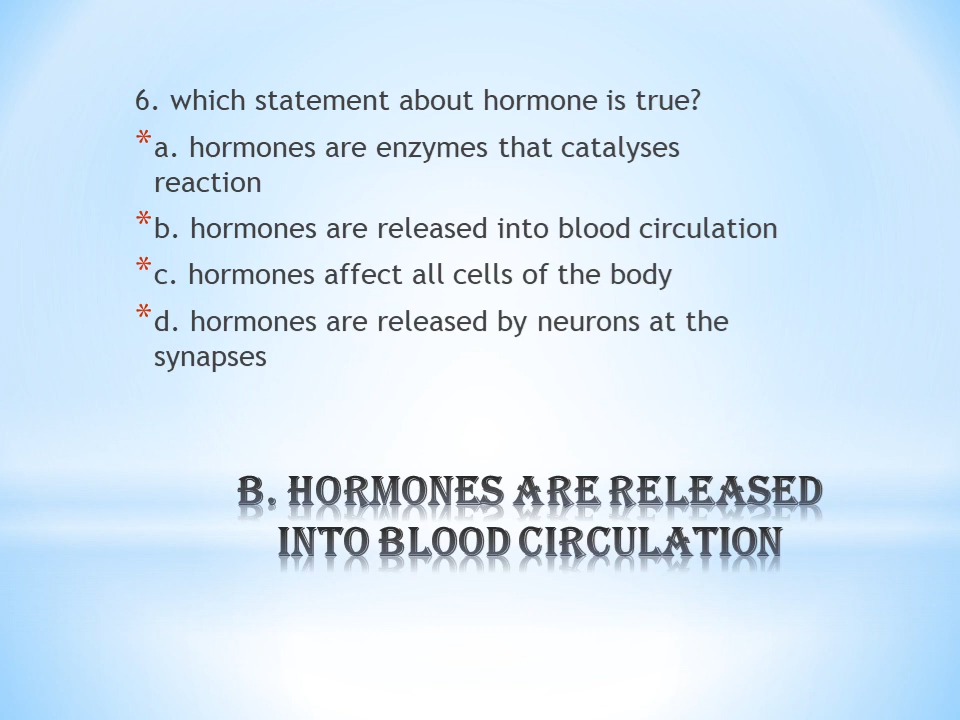 6. which statement about hormone is true?
* a. hormones are enzymes that catalyses
reaction
* b. hormones are released into blood circulation
* c. hormones affect all cells of the body
* d. hormones are released by neurons at the
synapses
B. HORMONES ARE RELEASED
INTO BLOOD CIRCULATION